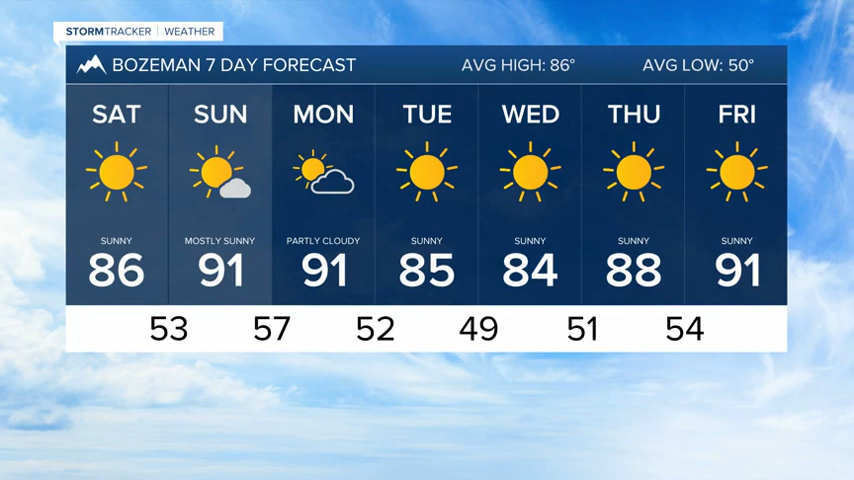 STORMTRACKER | WEATHER
BOZEMAN 7 DAY FORECAST AVG HIGH: 86° AVG LOW: 50°
SAT SUN MON TUE WED THU FRI
SUNNY MOSTLY SUNNY PARTLY CLOUDY SUNNY SUNNY SUNNY SUNNY
86 91 91 85 84 88 91
53 57 52 49 51 54